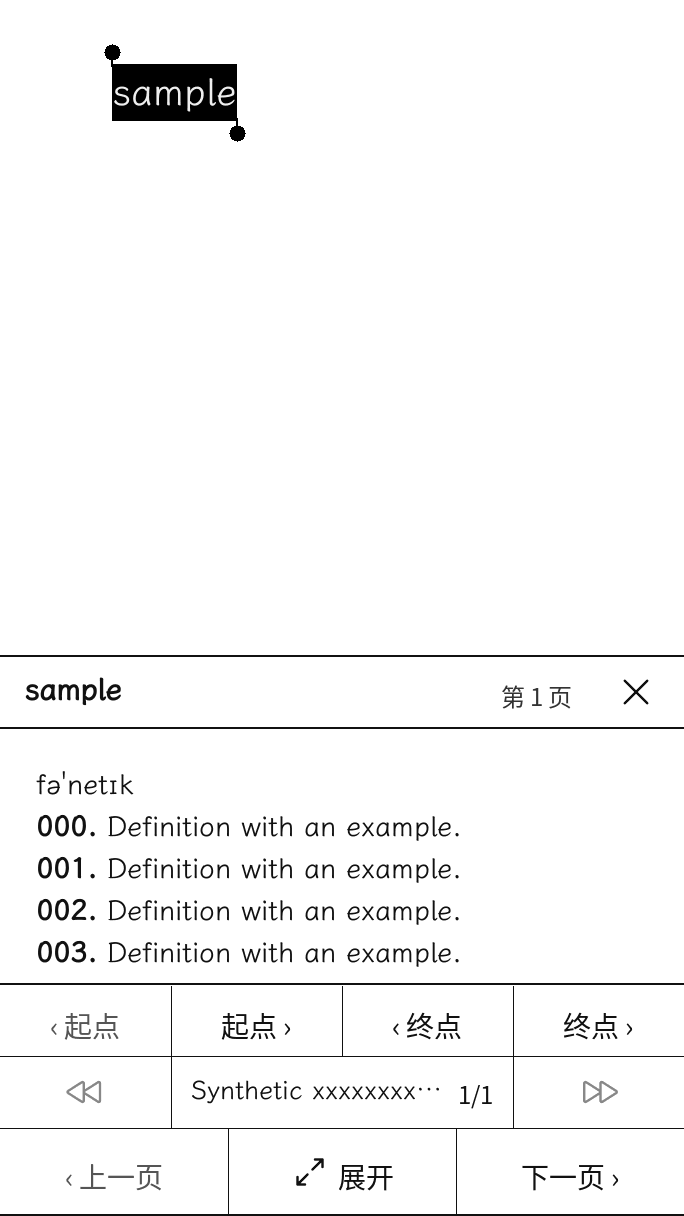 sample
sample 第 1 页
fəˈnetɪk
000. Definition with an example.
001. Definition with an example.
002. Definition with an example.
003. Definition with an example.
‹ 起点 起点 › ‹ 终点 终点 ›
Synthetic xxxxxxxx… 1/1
‹ 上一页 展开 下一页 ›